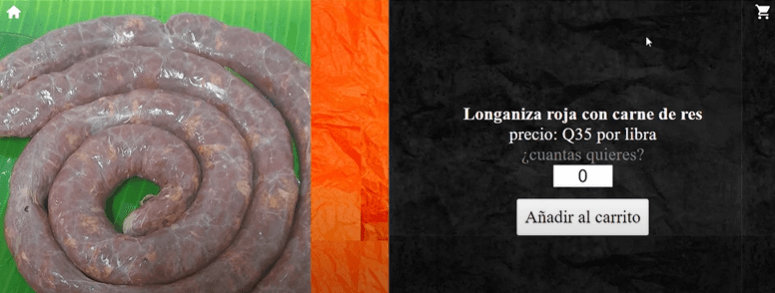 Longaniza roja con carne de res
precio: Q35 por libra
¿cuantas quieres?
0
Añadir al carrito